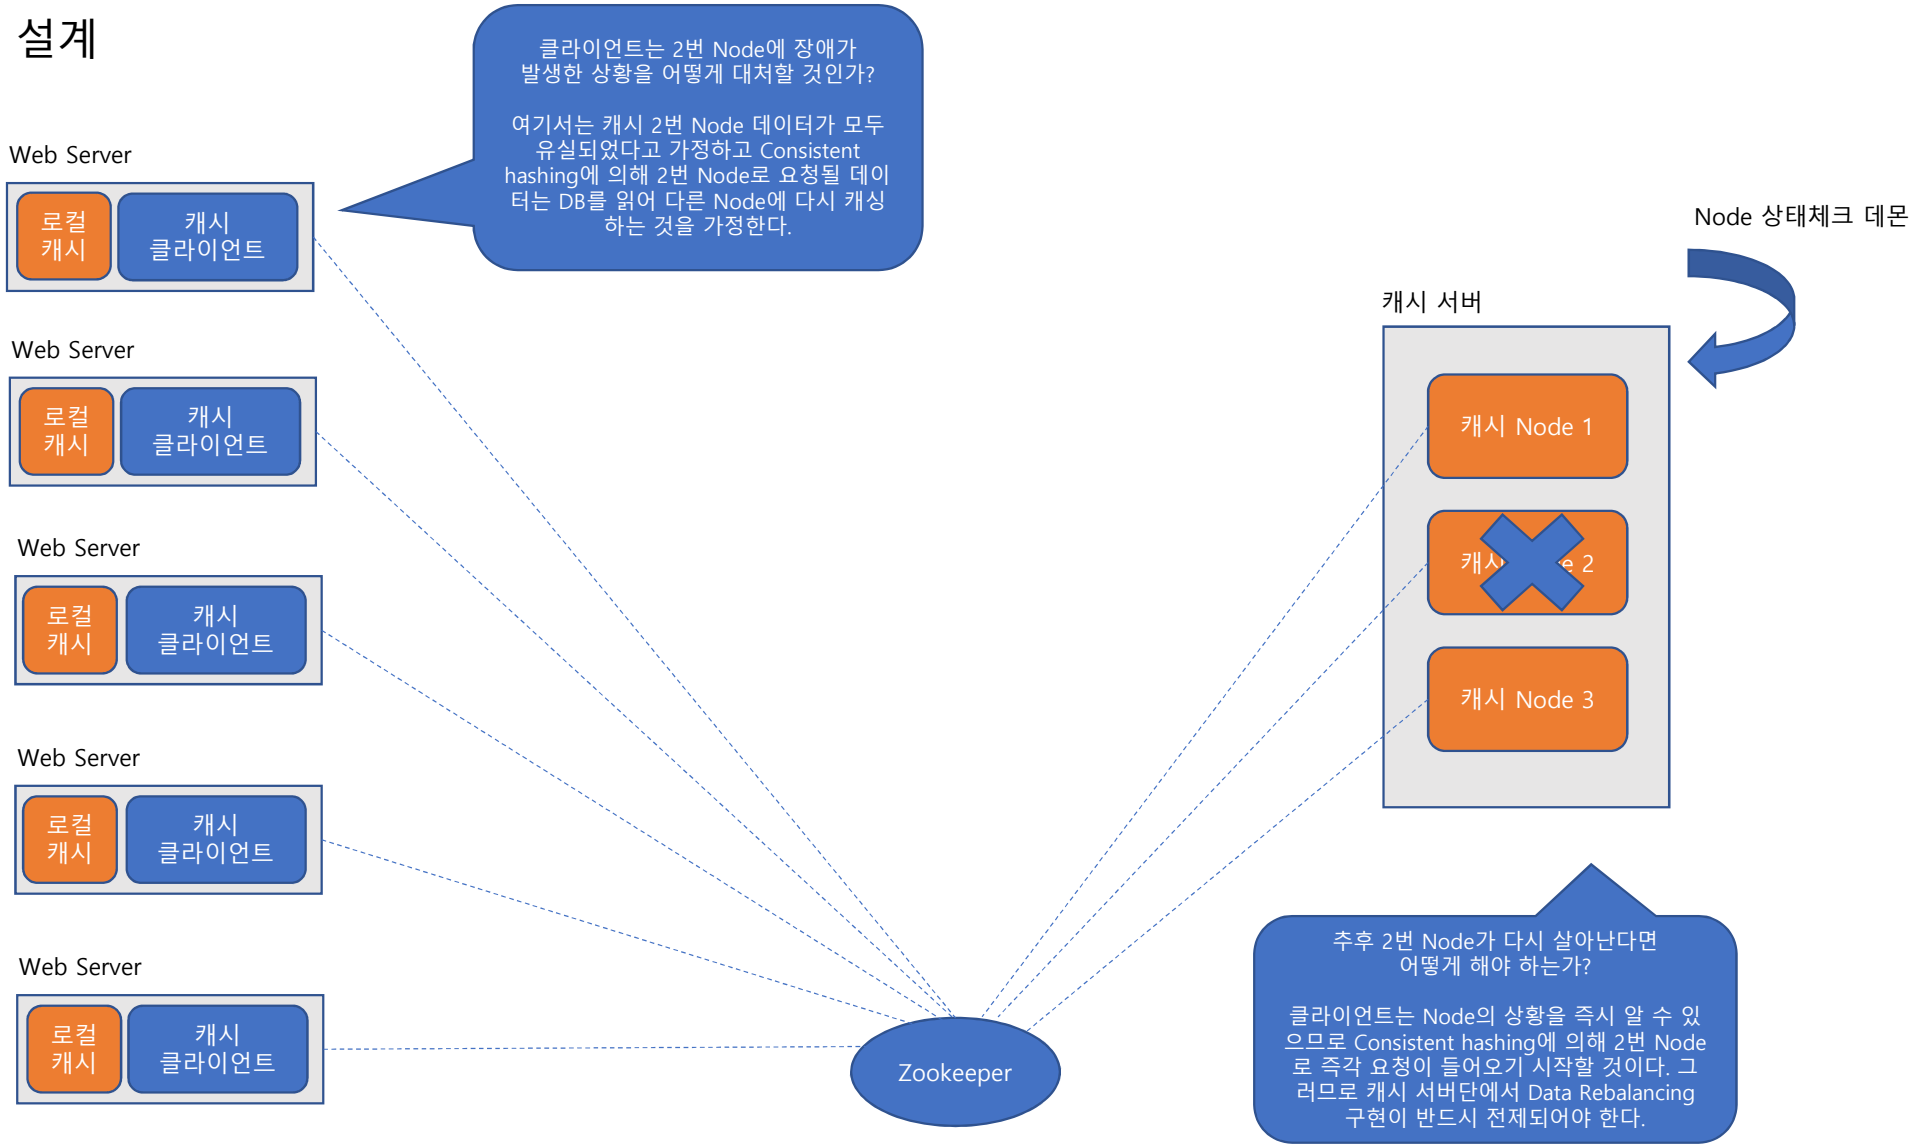 설계
클라이언트는 2번 Node에 장애가
발생한 상황을 어떻게 대처할 것인가?
여기서는 캐시 2번 Node 데이터가 모두
유실되었다고 가정하고 Consistent
hashing에 의해 2번 Node로 요청될 데이
터는 DB를 읽어 다른 Node에 다시 캐싱
하는 것을 가정한다.
Web Server
로컬
캐시
캐시
클라이언트
Web Server
로컬
캐시
캐시
클라이언트
Web Server
로컬
캐시
캐시
클라이언트
Web Server
로컬
캐시
캐시
클라이언트
Web Server
로컬
캐시
캐시
클라이언트
Zookeeper
Node 상태체크 데몬
캐시 서버
캐시 Node 1
2
캐시 Node 3
추후 2번 Node가 다시 살아난다면
어떻게 해야 하는가?
클라이언트는 Node의 상황을 즉시 알 수 있
으므로 Consistent hashing에 의해 2번 Node
로 즉각 요청이 들어오기 시작할 것이다. 그
러므로 캐시 서버단에서 Data Rebalancing
구현이 반드시 전제되어야 한다.